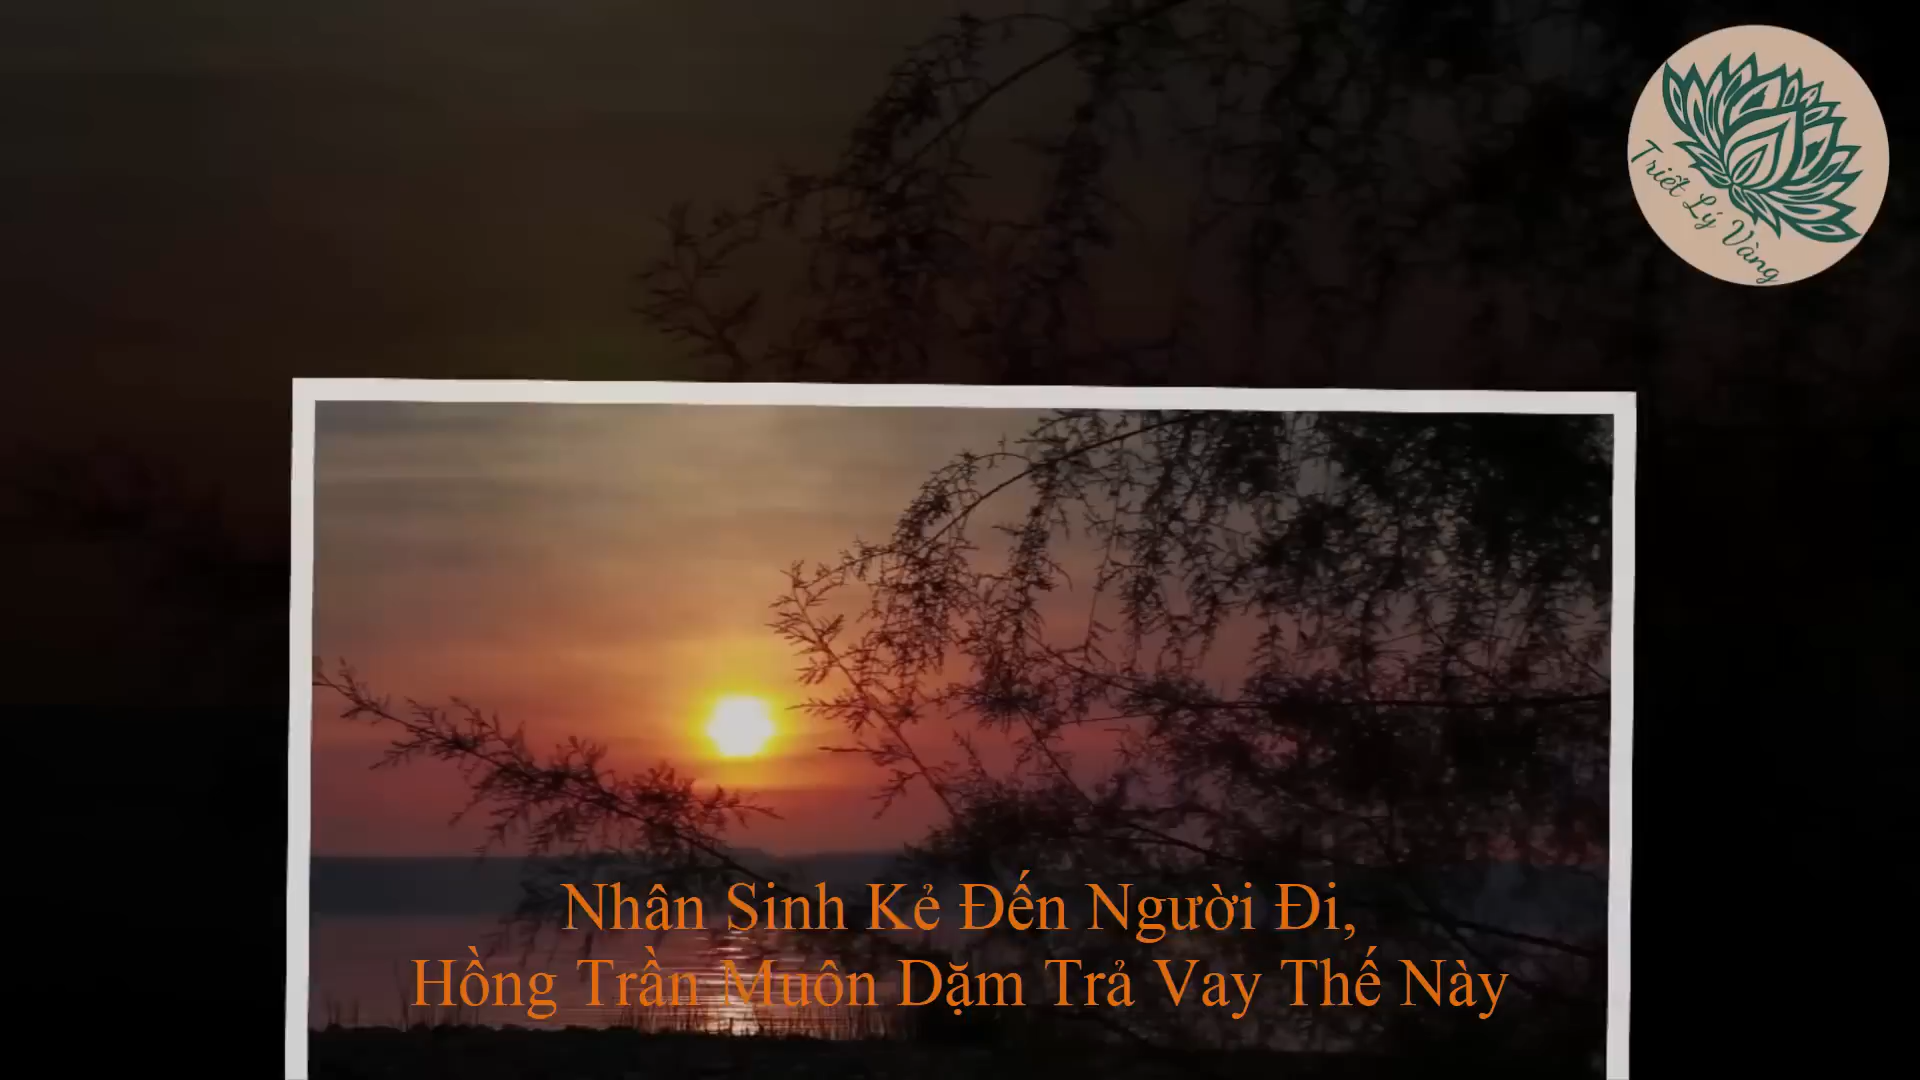 Triết Lý Vàng
Nhân Sinh Kẻ Đến Người Đi,
Hồng Trần Muôn Dặm Trả Vay Thế Này